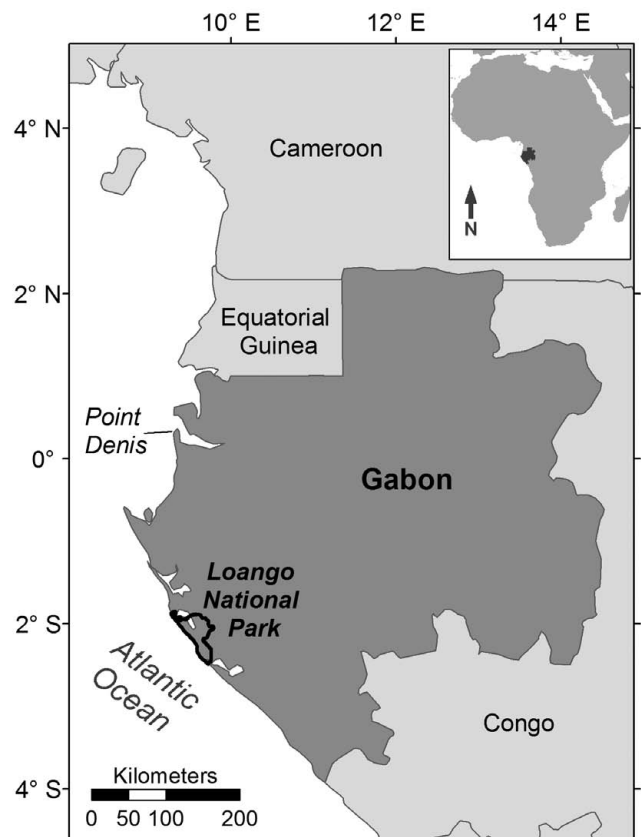 10° E
12° E
14° E
4° N
Cameroon
N
2° N
Equatorial
Guinea
Point
Denis
0°
Gabon
Loango
National
Park
2° S
Atlantic
Ocean
Congo
Kilometers
4° S
0 50 100 200